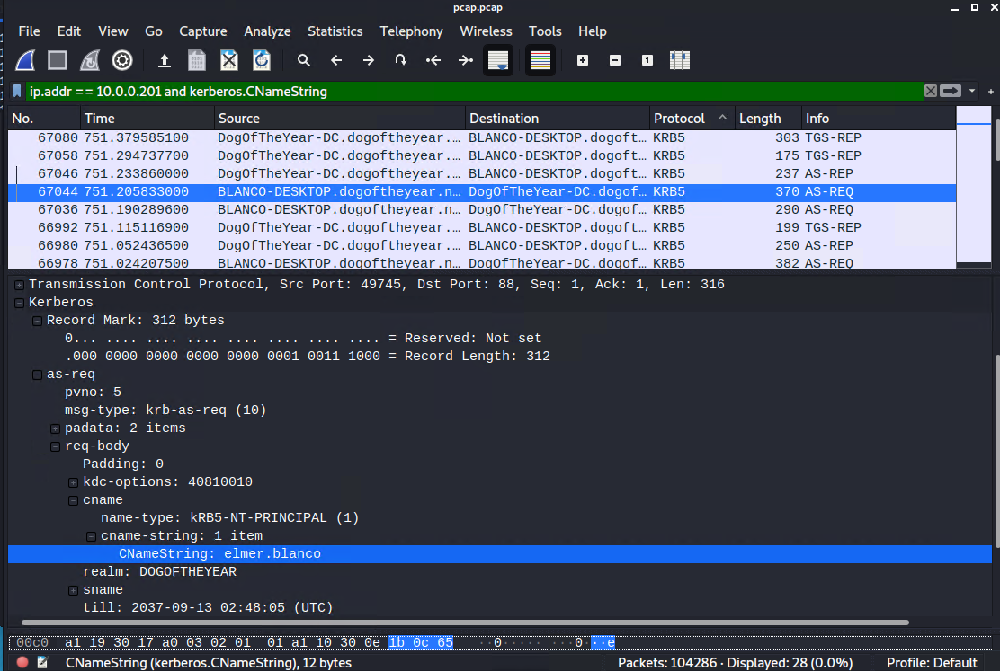 pcap.pcap
File Edit View Go Capture Analyze Statistics Telephony Wireless Tools Help
ip.addr == 10.0.0.201 and kerberos.CNameString
No. Time Source Destination Protocol Length Info
67080 751.379585100 DogOfTheYear-DC.dogoftheyear.… BLANCO-DESKTOP.dogoft… KRB5 303 TGS-REP
67058 751.294737700 DogOfTheYear-DC.dogoftheyear.… BLANCO-DESKTOP.dogoft… KRB5 175 TGS-REP
67046 751.233860000 DogOfTheYear-DC.dogoftheyear.… BLANCO-DESKTOP.dogoft… KRB5 237 AS-REP
67044 751.205833000 BLANCO-DESKTOP.dogoftheyear.n… DogOfTheYear-DC.dogof… KRB5 370 AS-REQ
67036 751.190289600 BLANCO-DESKTOP.dogoftheyear.n… DogOfTheYear-DC.dogof… KRB5 290 AS-REQ
66992 751.115116900 DogOfTheYear-DC.dogoftheyear.… BLANCO-DESKTOP.dogoft… KRB5 199 TGS-REP
66980 751.052436500 DogOfTheYear-DC.dogoftheyear.… BLANCO-DESKTOP.dogoft… KRB5 250 AS-REP
66978 751.024207500 BLANCO-DESKTOP.dogoftheyear.n… DogOfTheYear-DC.dogof… KRB5 382 AS-REQ
Transmission Control Protocol, Src Port: 49745, Dst Port: 88, Seq: 1, Ack: 1, Len: 316
Kerberos
Record Mark: 312 bytes
0... .... .... .... .... .... .... .... = Reserved: Not set
.000 0000 0000 0000 0000 0001 0011 1000 = Record Length: 312
as-req
pvno: 5
msg-type: krb-as-req (10)
padata: 2 items
req-body
Padding: 0
kdc-options: 40810010
cname
name-type: kRB5-NT-PRINCIPAL (1)
cname-string: 1 item
CNameString: elmer.blanco
realm: DOGOFTHEYEAR
sname
till: 2037-09-13 02:48:05 (UTC)
00c0 a1 19 30 17 a0 03 02 01 01 a1 10 30 0e 1b 0c 65 ··0····· ···0···e
CNameString (kerberos.CNameString), 12 bytes Packets: 104286 · Displayed: 28 (0.0%) Profile: Default